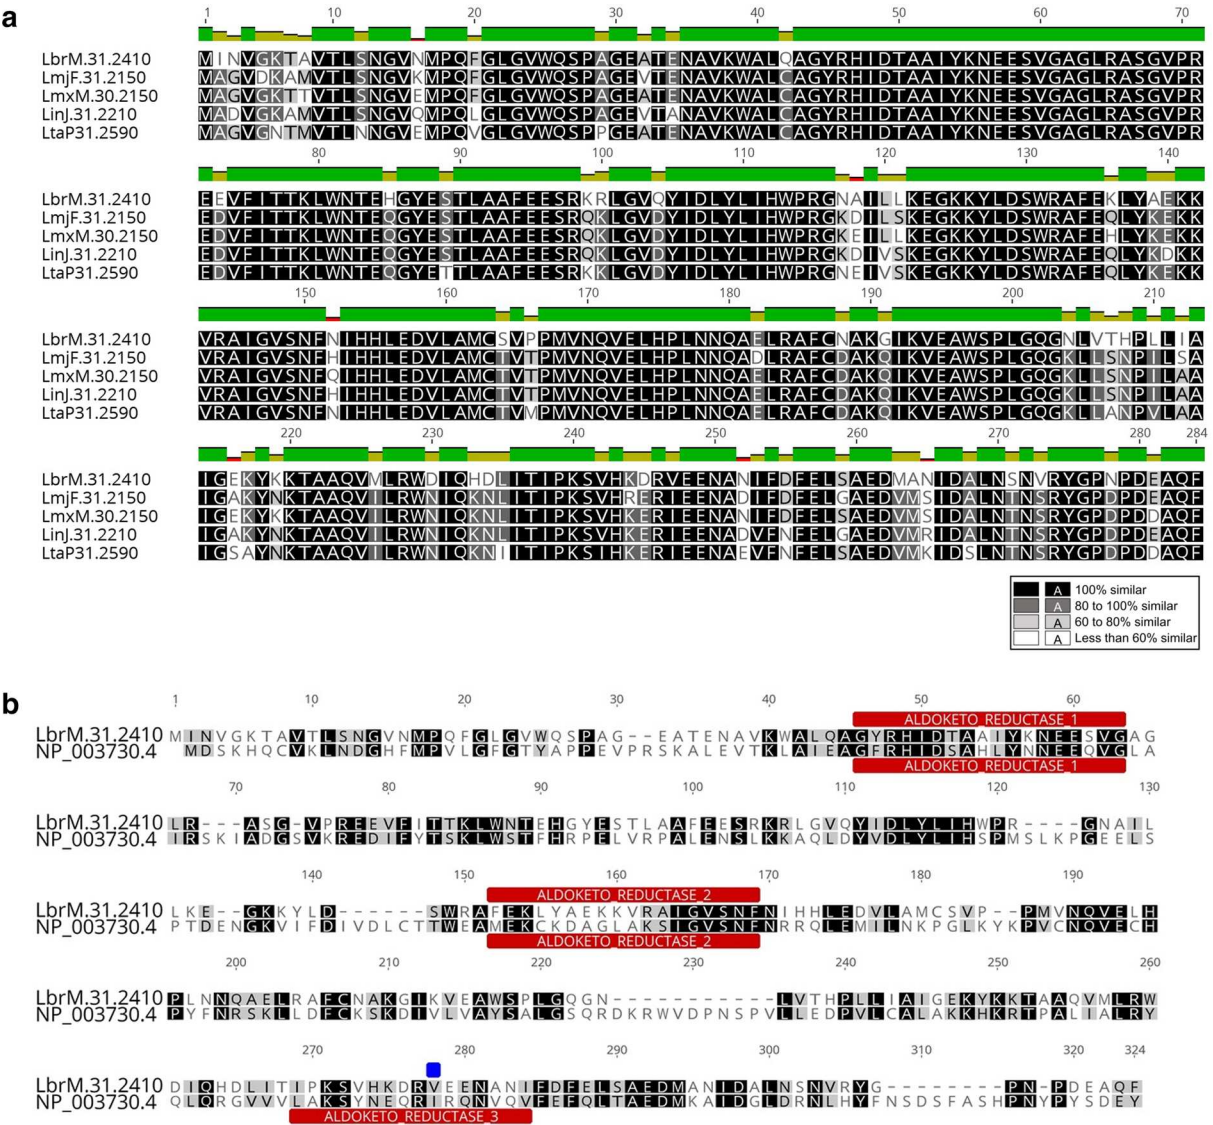 a
1 10 20 30 40 50 60 70
LbrM.31.2410 MINVGKTAVTLSNGVNMPQFGLGVWQSPAGEATENAVKWALQAGYRHIDTAAIYKNEESVGAGLRASGVPR
LmjF.31.2150 MAGVDKAMVTLSNGVEMPQFGLGVWQSPAGEVTENAVKWALCAGYRHIDTAAIYKNEESVGAGLRASGVPR
LmxM.30.2150 MAGVGKTTVTLSNGVEMPQFGLGVWQSPAGEATENAVKWALCAGYRHIDTAAIYKNEESVGAGLRASGVPR
LinJ.31.2210 MADVGKAMVTLSNGVQMPQLGLGVWQSPAGEVTANAVKWALCAGYRHIDTAAIYKNEESVGAGLRASGVPR
LtaP31.2590 MAGVGNTMVTLNNGVEMPQVGLGVWQSPPGEATENAVKWALCAGYRHIDTAAIYKNEESVGAGLRASGVPR
80 90 100 110 120 130 140
LbrM.31.2410 EEVFITTKLWNTEHGYESTLAAFEESRKRLGVQYIDLYLIHWPRGNAILLKEGKKYLDSWRAFEKLYAEKK
LmjF.31.2150 EDVFITTKLWNTEQGYESTLAAFEESRQKLGVDYIDLYLIHWPRGKDILSKEGKKYLDSWRAFEQLYKEKK
LmxM.30.2150 EDVFITTKLWNTEQGYESTLAAFEESRQKLGVDYIDLYLIHWPRGKEILLKEGKKYLDSWRAFEHLYKEKK
LinJ.31.2210 EDVFITTKLWNTEQGYESTLAAFEESRQKLGVDYIDLYLIHWPRGKDIVSKEGKKYLDSWRAFEQLYKDKK
LtaP31.2590 EDVFITTKLWNTEQGYETTLAAFEESRKKLGVDYIDLYLIHWPRGNEIVSKEGKKYLDSWRAFEQLYKEKK
150 160 170 180 190 200 210
LbrM.31.2410 VRAIGVSNFNIHHLEDVLAMCSVPPMVNQVELHPLNNQAELRAFCNAKGIKVEAWSPLGQGNLVTHPLLIA
LmjF.31.2150 VRAIGVSNFHIHHLEDVLAMCTVTPMVNQVELHPLNNQADLRAFCDAKQIKVEAWSPLGQGKLLSNPILSA
LmxM.30.2150 VRAIGVSNFQIHHLEDVLAMCTVTPMVNQVELHPLNNQAELRAFCDAKQIKVEAWSPLGQGKLLSNPILAA
LinJ.31.2210 VRAIGVSNFHIHHLEDVLAMCTVTPMVNQVELHPLNNQAELRAFCDAKQIKVEAWSPLGQGKLLSNPILAA
LtaP31.2590 VRAIGVSNFNIHHLEDVLAMCTVMPMVNQVELHPLNNQAELRAFCDAKQIKVEAWSPLGQGKLLANPVLAA
220 230 240 250 260 270 280 284
LbrM.31.2410 IGEKYKKTAAQVMLRWDIQHDLITIPKSVHKDRVEENANIFDFELSAEDMANIDALNSNVRYGPNPDEAQF
LmjF.31.2150 IGAKYNKTAAQVILRWNIQKNLITIPKSVHRERIEENADIFDFELGAEDVMSIDALNTNSRYGPDPDEAQF
LmxM.30.2150 IGEKYKKTAAQVILRWNIQKNLITIPKSVHKERIEENANIFDFELSAEDVMSIDALNTNSRYGPDPDDAQF
LinJ.31.2210 IGAKYNKTAAQVILRWNIQKNLITIPKSVHKERIEENADVFNFELGAEDVMRIDALNTNSRYGPDPDEAQF
LtaP31.2590 IGSAYNKTAAQVILRWNIQKNIITIPKSIHKERIEENAEVFNFELSAEDVMKIDSLNTNSRYGPDPDDAQF
A 100% similar
A 80 to 100% similar
A 60 to 80% similar
A Less than 60% similar
b
1 10 20 30 40 50 60
ALDOKETO_REDUCTASE_1
LbrM.31.2410 MINVGKTAVTLSNGVNMPQFGLGVWQSPAG--EATENAVKWALQAGYRHIDTAAIYKNEESVGAG
NP_003730.4 MDSKHQCVKLNDGHFMPVLGFGTYAPPEVPRSKALEVTKLAIEAGFRHIDSAHLYNNEEQVGLA
ALDOKETO_REDUCTASE_1
70 80 90 100 110 120 130
LbrM.31.2410 LR---ASG-VPREEVFITTKLWNTEHGYESTLAAFEESRKRLGVQYIDLYLIHWPR----GNAIL
NP_003730.4 IRSKIADGSVKREDIFYTSKLWSTFHRPELVRPALENSLKKAQLDYVDLYLIHSPMSLKPGEELS
140 150 160 170 180 190
ALDOKETO_REDUCTASE_2
LbrM.31.2410 LKE--GKKYLD------SWRAFEKLYAEKKVRAIGVSNFNIHHLEDVLAMCSVP--PMVNQVELH
NP_003730.4 PTDENGKVIFDIVDLCTTWEAMEKCKDAGLAKSIGVSNFNRRQLEMILNKPGLKYKPVCNQVECH
ALDOKETO_REDUCTASE_2
200 210 220 230 240 250 260
LbrM.31.2410 PLNNQAELRAFCNAKGIKVEAWSPLGQGN-----------LVTHPLLIAIGEKYKKTAAQVMLRW
NP_003730.4 PYFNRSKLLDFCKSKDIVLVAYSALGSQRDKRWVDPNSPVLLEDPVLCALAKKHKRTPALIALRY
270 280 290 300 310 320 324
LbrM.31.2410 DIQHDLITIPKSVHKDRVEENANIFDFELSAEDMANIDALNSNVRYG--------PN-PDEAQF
NP_003730.4 QLQRGVVVLAKSYNEQRIRQNVQVFEFQLTAEDMKAIDGLDRNLHYFNSDSFASHPNYPYSDEY
ALDOKETO_REDUCTASE_3